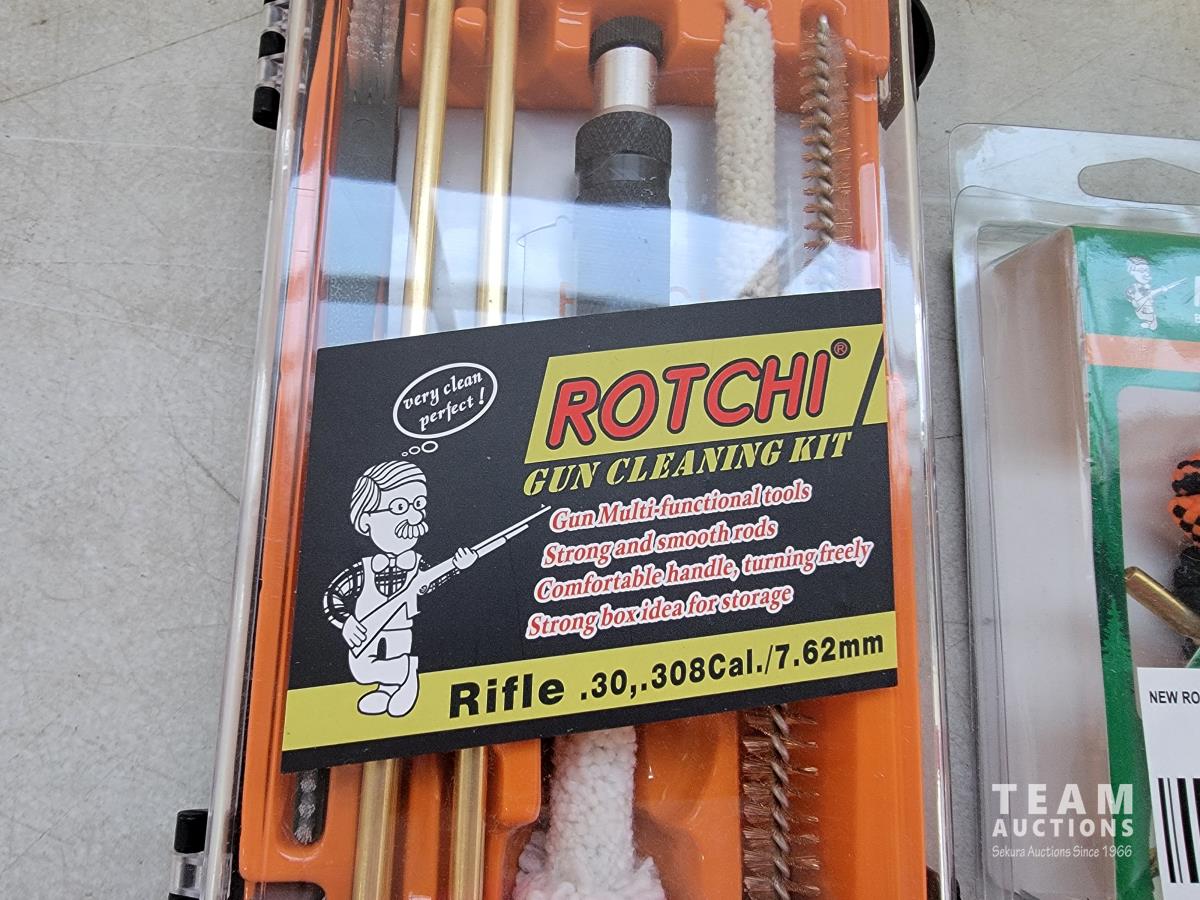 very clean
perfect !
ROTCHI®
GUN CLEANING KIT
Gun Multi-functional tools
Strong and smooth rods
Comfortable handle, turning freely
Strong box idea for storage
Rifle .30,.308Cal./7.62mm
NEW RO
TEAM
AUCTIONS
Sekura Auctions Since 1966